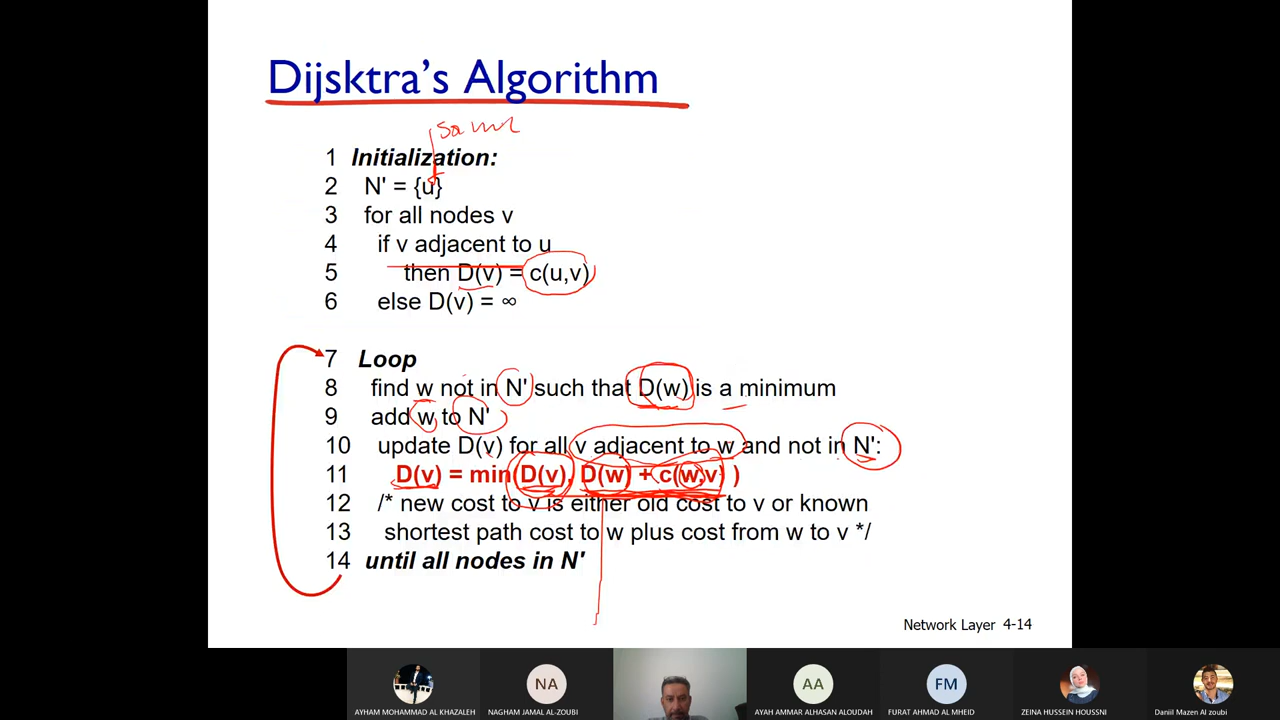 Dijsktra's Algorithm
1 Initialization:
2 N' = {u}
3 for all nodes v
4 if v adjacent to u
5 then D(v) = c(u,v)
6 else D(v) = ∞
7 Loop
8 find w not in N' such that D(w) is a minimum
9 add w to N'
10 update D(v) for all v adjacent to w and not in N':
11 D(v) = min(D(v), D(w) + c(w,v) )
12 /* new cost to v is either old cost to v or known
13 shortest path cost to w plus cost from w to v */
14 until all nodes in N'
Network Layer 4-14
NA
AA
FM
AYHAM MOHAMMAD AL KHAZALEH
NAGHAM JAMAL AL-ZOUBI
AYAH AMMAR ALHASAN ALOUDAH
FURAT AHMAD AL MHEID
ZEINA HUSSEIN HOUSSNI
Daniil Mazen Al zoubi